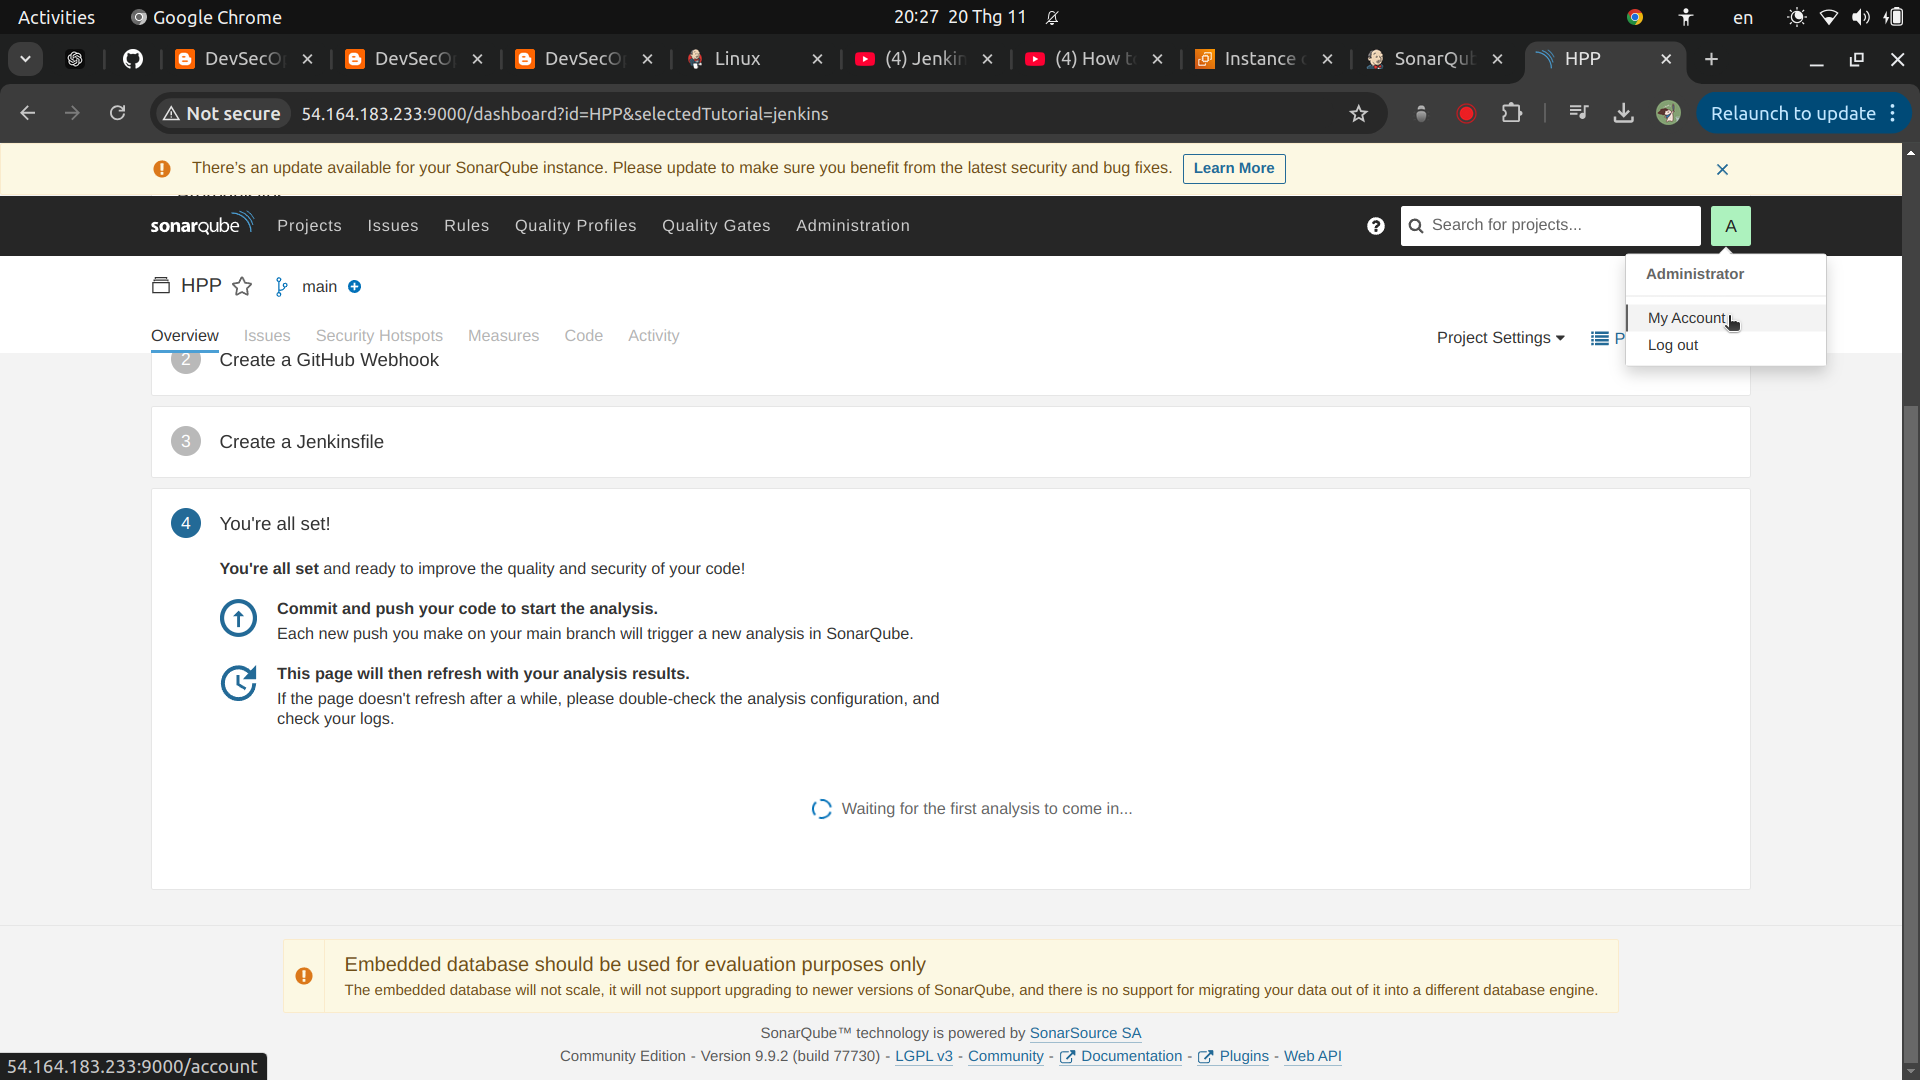 Activities
Google Chrome
20:27 20 Thg 11
en
DevSecO
DevSecO
DevSecO
Linux
(4) Jenkin
(4) How t
Instance
SonarQu
HPP
Not secure
54.164.183.233:9000/dashboard?id=HPP&selectedTutorial=jenkins
Relaunch to update
There's an update available for your SonarQube instance. Please update to make sure you benefit from the latest security and bug fixes.
Learn More
sonarqube
Projects
Issues
Rules
Quality Profiles
Quality Gates
Administration
Search for projects...
A
Administrator
My Account
Log out
HPP
main
Overview
Issues
Security Hotspots
Measures
Code
Activity
Project Settings
P
2 Create a GitHub Webhook
3 Create a Jenkinsfile
4 You're all set!
You're all set and ready to improve the quality and security of your code!
Commit and push your code to start the analysis.
Each new push you make on your main branch will trigger a new analysis in SonarQube.
This page will then refresh with your analysis results.
If the page doesn't refresh after a while, please double-check the analysis configuration, and
check your logs.
Waiting for the first analysis to come in...
Embedded database should be used for evaluation purposes only
The embedded database will not scale, it will not support upgrading to newer versions of SonarQube, and there is no support for migrating your data out of it into a different database engine.
SonarQube™ technology is powered by SonarSource SA
Community Edition - Version 9.9.2 (build 77730) - LGPL v3 - Community - Documentation - Plugins - Web API
54.164.183.233:9000/account